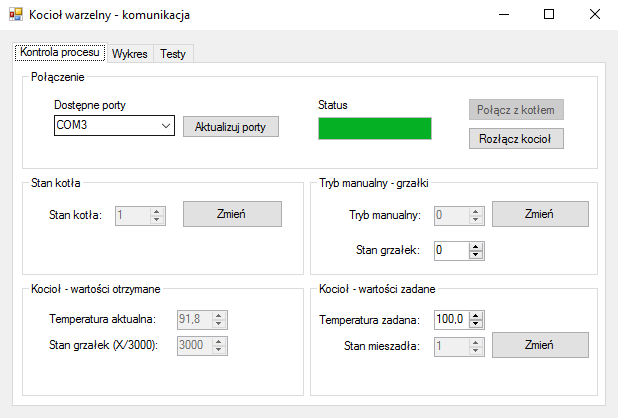 Kocioł warzelny - komunikacja
Kontrola procesu Wykres Testy
Połączenie
Dostępne porty
COM3
Aktualizuj porty
Status
Połącz z kotłem
Rozłącz kocioł
Stan kotła
Stan kotła: 1 Zmień
Tryb manualny - grzałki
Tryb manualny: 0 Zmień
Stan grzałek: 0
Kocioł - wartości otrzymane
Temperatura aktualna: 91,8
Stan grzałek (X/3000): 3000
Kocioł - wartości zadane
Temperatura zadana: 100,0
Stan mieszadła: 1 Zmień